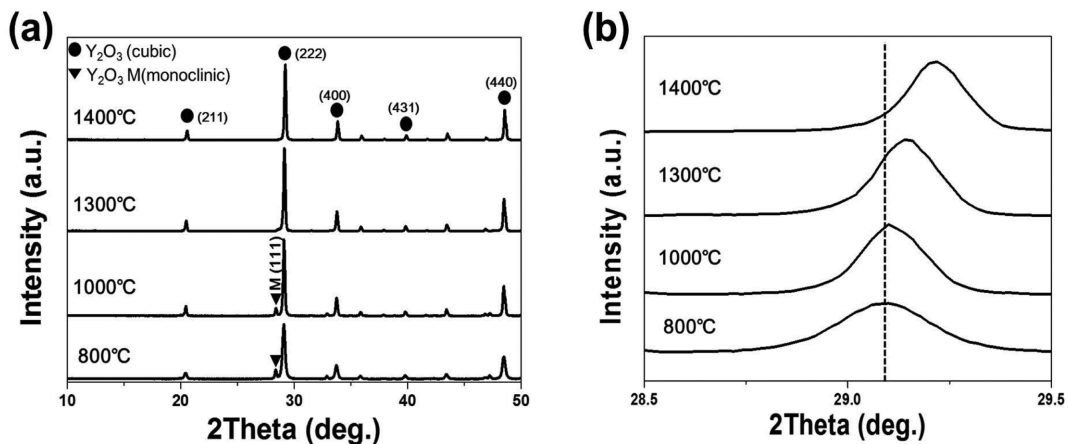 (a)
● Y₂O₃ (cubic)
▼ Y₂O₃ M(monoclinic)
(222)
(211)
(400)
(431)
(440)
1400℃
1300℃
M (111)
1000℃
800℃
10 20 30 40 50
2Theta (deg.)
Intensity (a.u.)
(b)
1400℃
1300℃
1000℃
800℃
28.5 29.0 29.5
2Theta (deg.)
Intensity (a.u.)